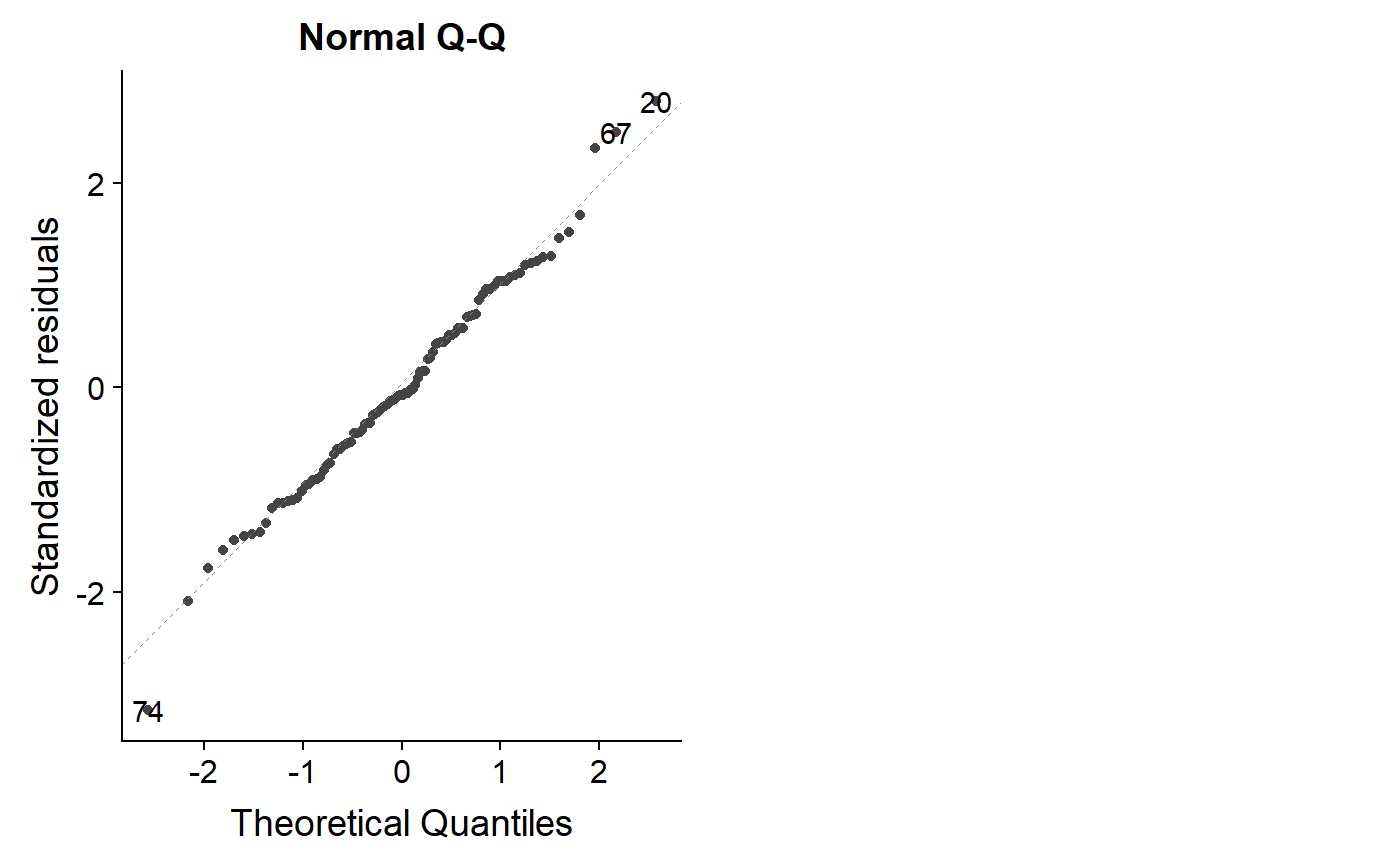 Normal Q-Q
20
67
2
0
-2
74
-2 -1 0 1 2
Standardized residuals
Theoretical Quantiles